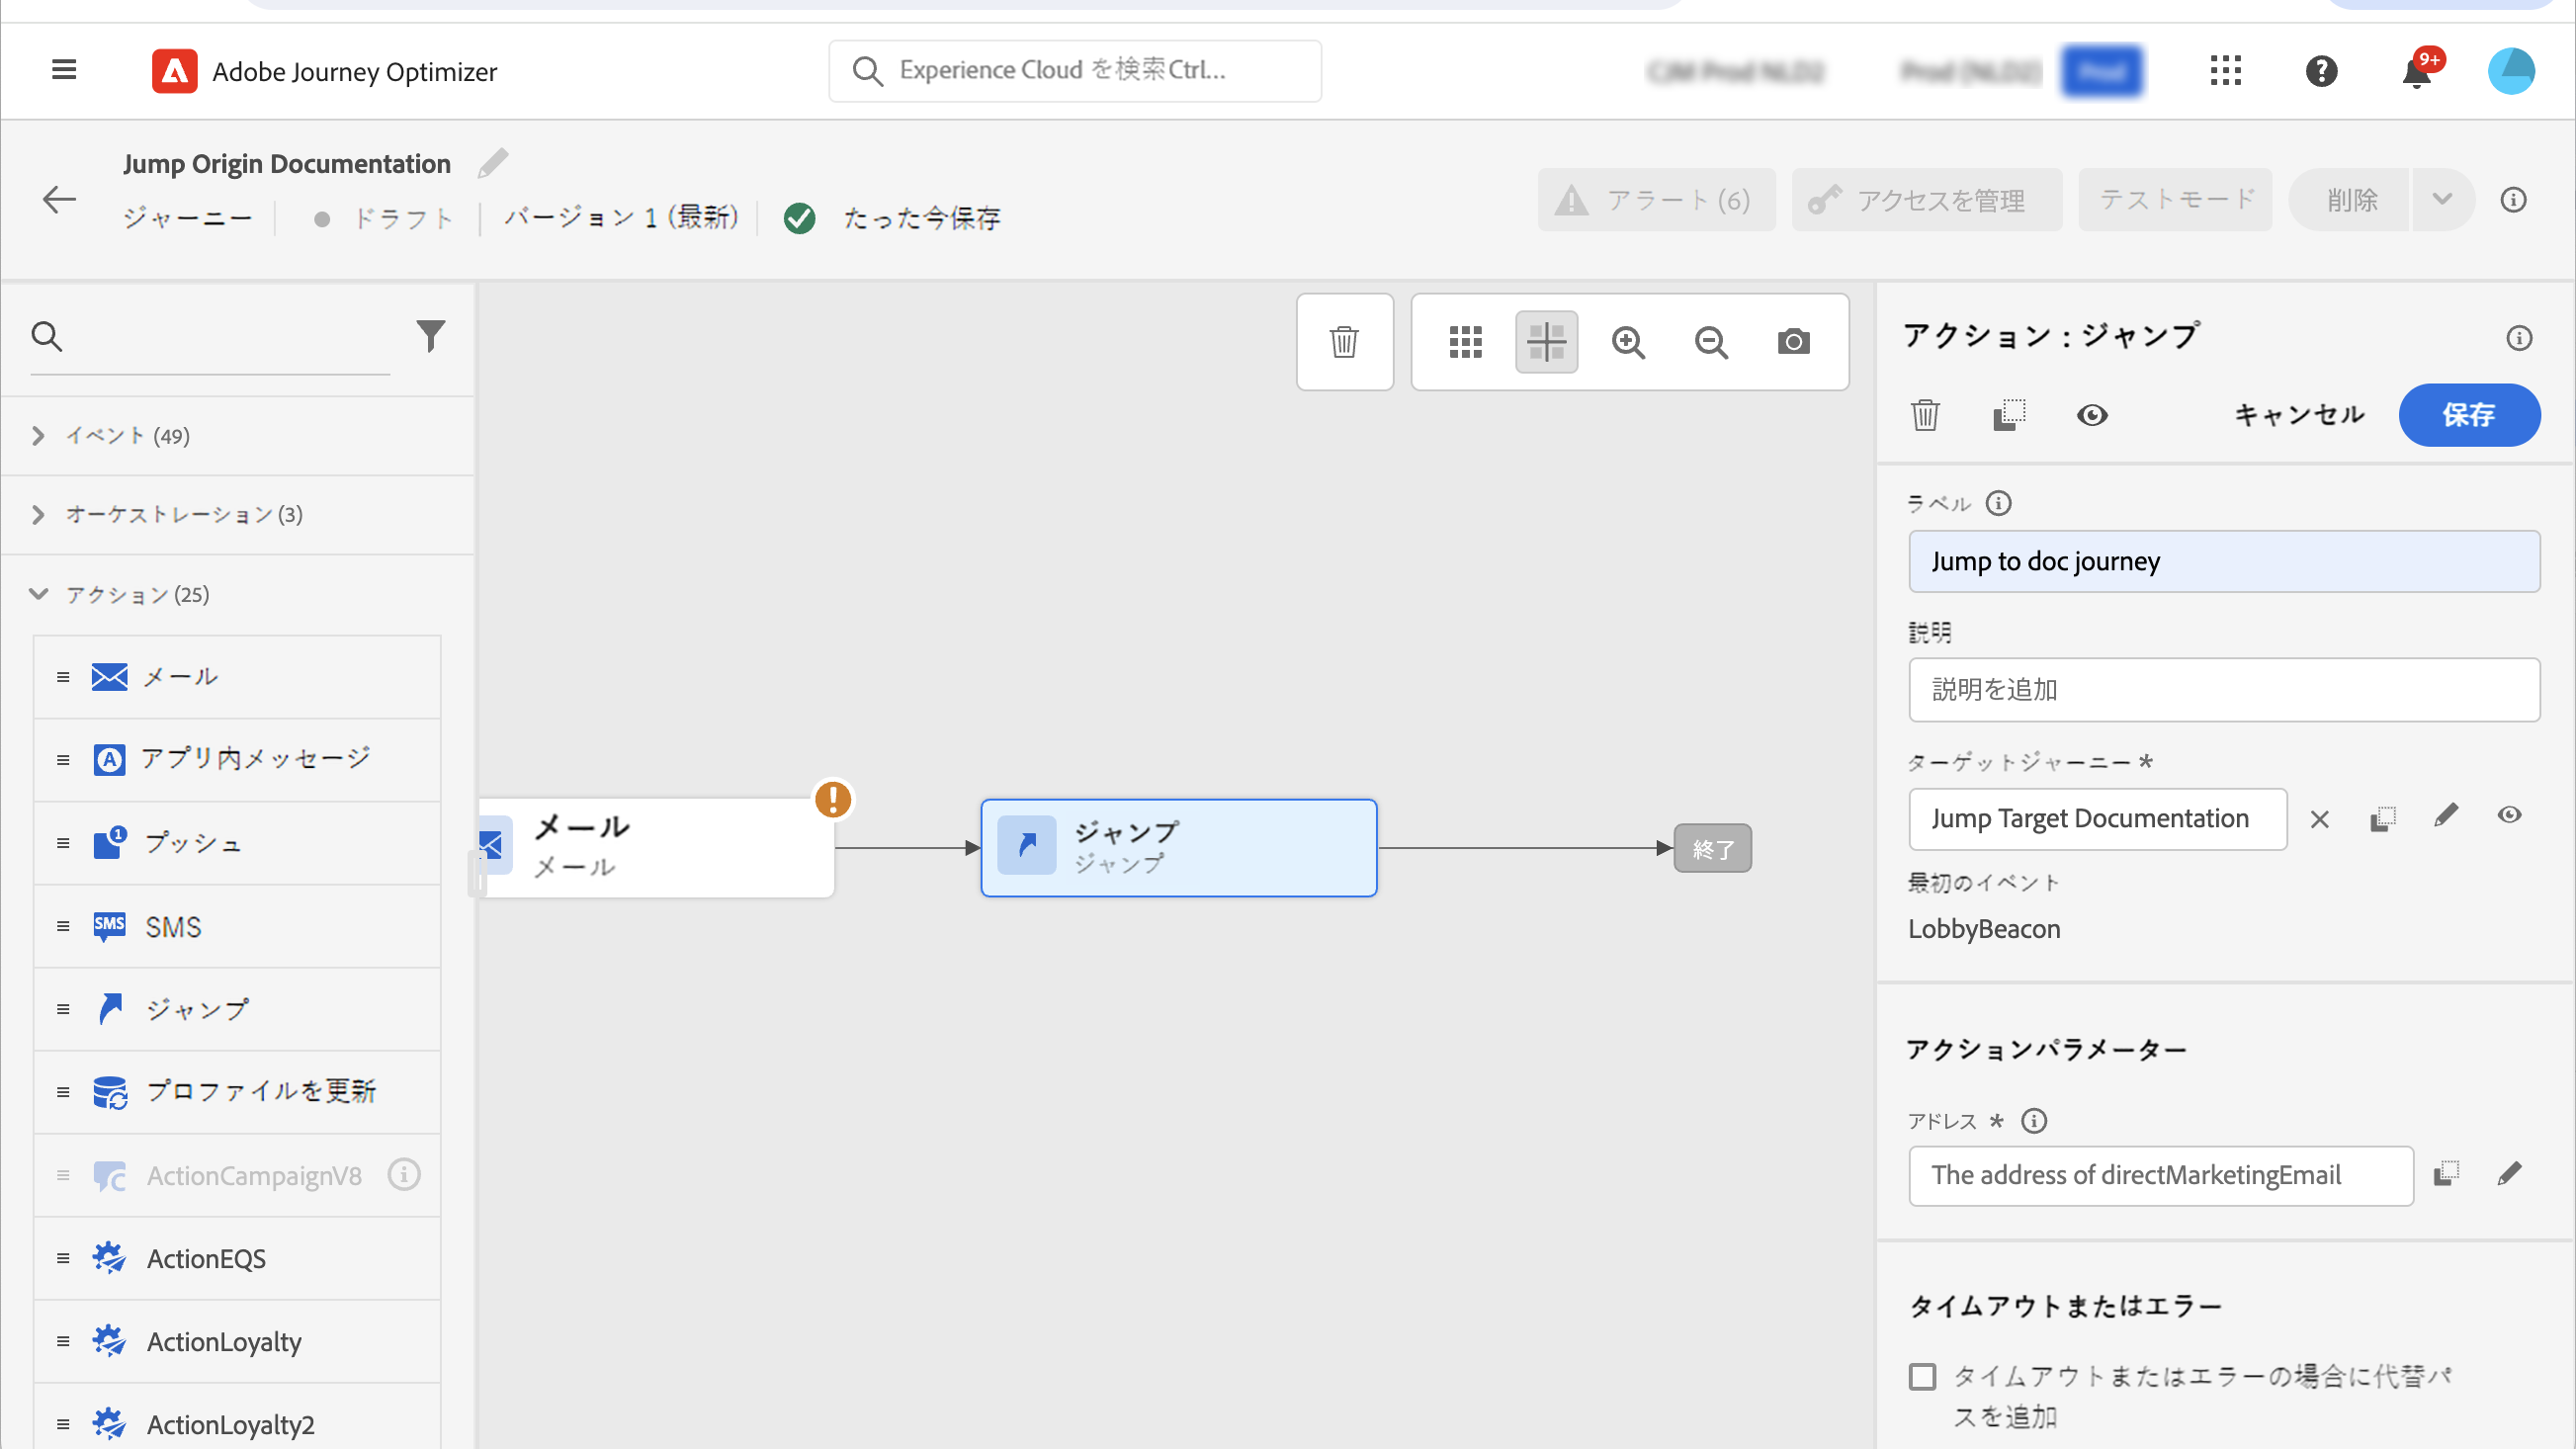 Adobe Journey Optimizer
Experience Cloud を検索Ctrl...
9+
Jump Origin Documentation
ジャーニー
ドラフト
バージョン 1 (最新)
たった今保存
アラート (6)
アクセスを管理
テストモード
削除
イベント (49)
オーケストレーション (3)
アクション (25)
メール
アプリ内メッセージ
プッシュ
SMS
SMS
ジャンプ
プロファイルを更新
ActionCampaignV8
ActionEQS
ActionLoyalty
ActionLoyalty2
メール
メール
ジャンプ
ジャンプ
終了
アクション : ジャンプ
キャンセル
保存
ラベル
Jump to doc journey
説明
説明を追加
ターゲットジャーニー *
Jump Target Documentation
最初のイベント
LobbyBeacon
アクションパラメーター
アドレス *
The address of directMarketingEmail
タイムアウトまたはエラー
タイムアウトまたはエラーの場合に代替パ
スを追加